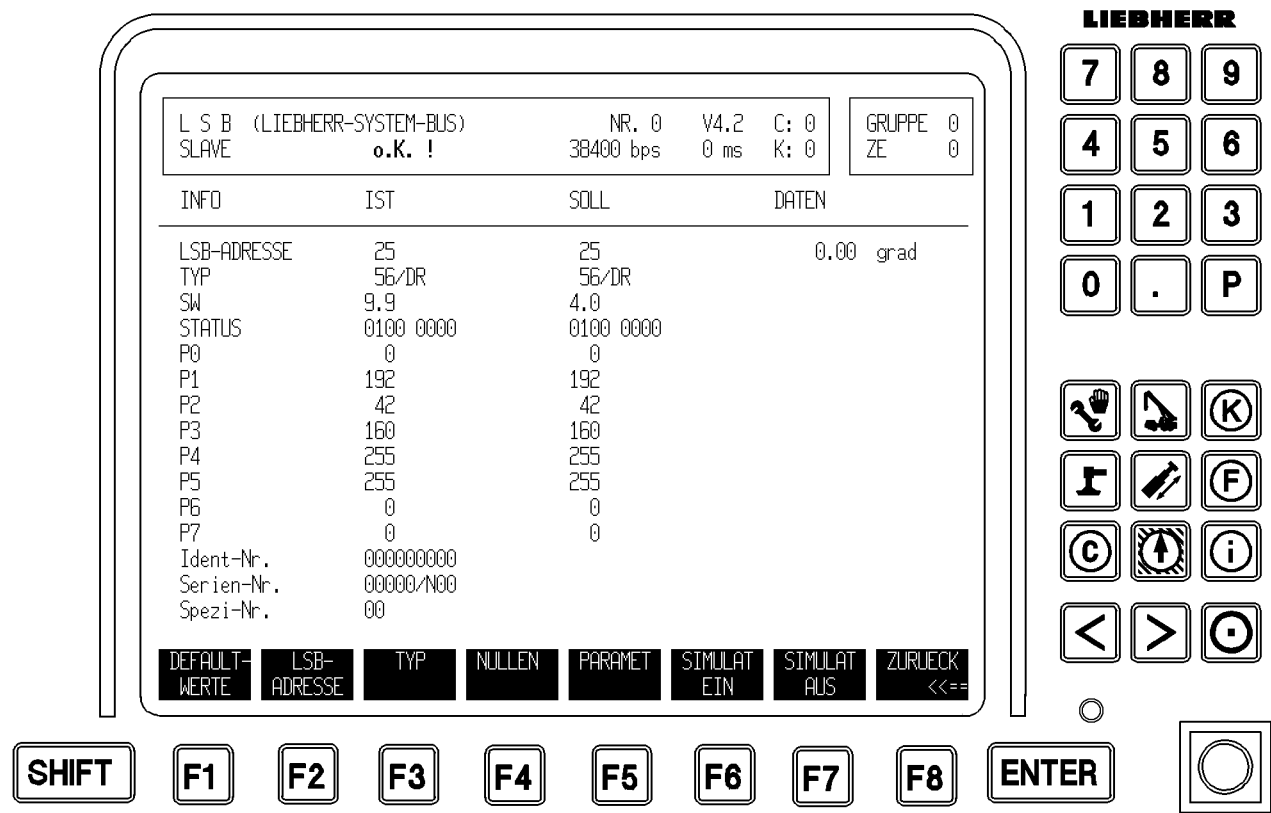 LIEBHERR
L S B (LIEBHERR-SYSTEM-BUS) NR. 0 V4.2 C: 0 GRUPPE 0
SLAVE o.K. ! 38400 bps 0 ms K: 0 ZE 0
INFO IST SOLL DATEN
LSB-ADRESSE 25 25 0.00 grad
TYP 56/DR 56/DR
SW 9.9 4.0
STATUS 0100 0000 0100 0000
P0 0 0
P1 192 192
P2 42 42
P3 160 160
P4 255 255
P5 255 255
P6 0 0
P7 0 0
Ident-Nr. 000000000
Serien-Nr. 00000/N00
Spezi-Nr. 00
DEFAULT- LSB- TYP NULLEN PARAMET SIMULAT SIMULAT ZURUECK
WERTE ADRESSE EIN AUS <<==
7 8 9
4 5 6
1 2 3
0 . P
K
F
C i
< >
SHIFT F1 F2 F3 F4 F5 F6 F7 F8 ENTER